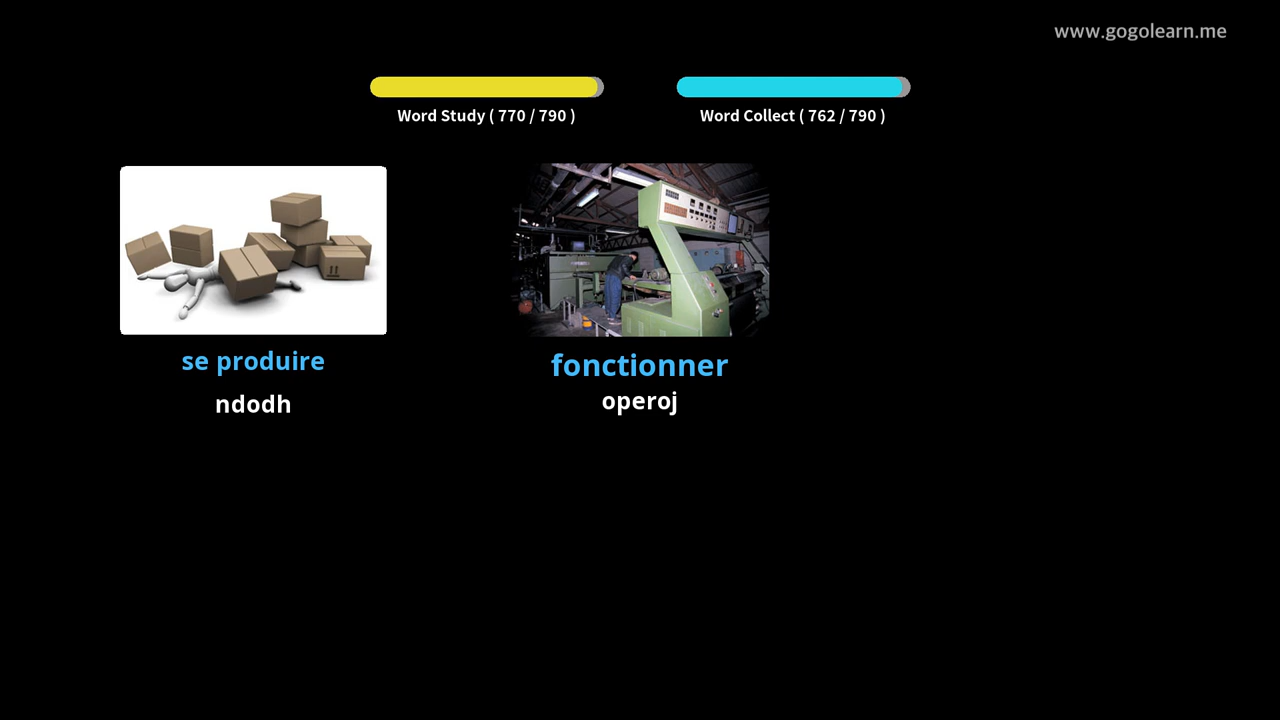 www.gogolearn.me
Word Study ( 770 / 790 )
Word Collect ( 762 / 790 )
se produire
ndodh
fonctionner
operoj